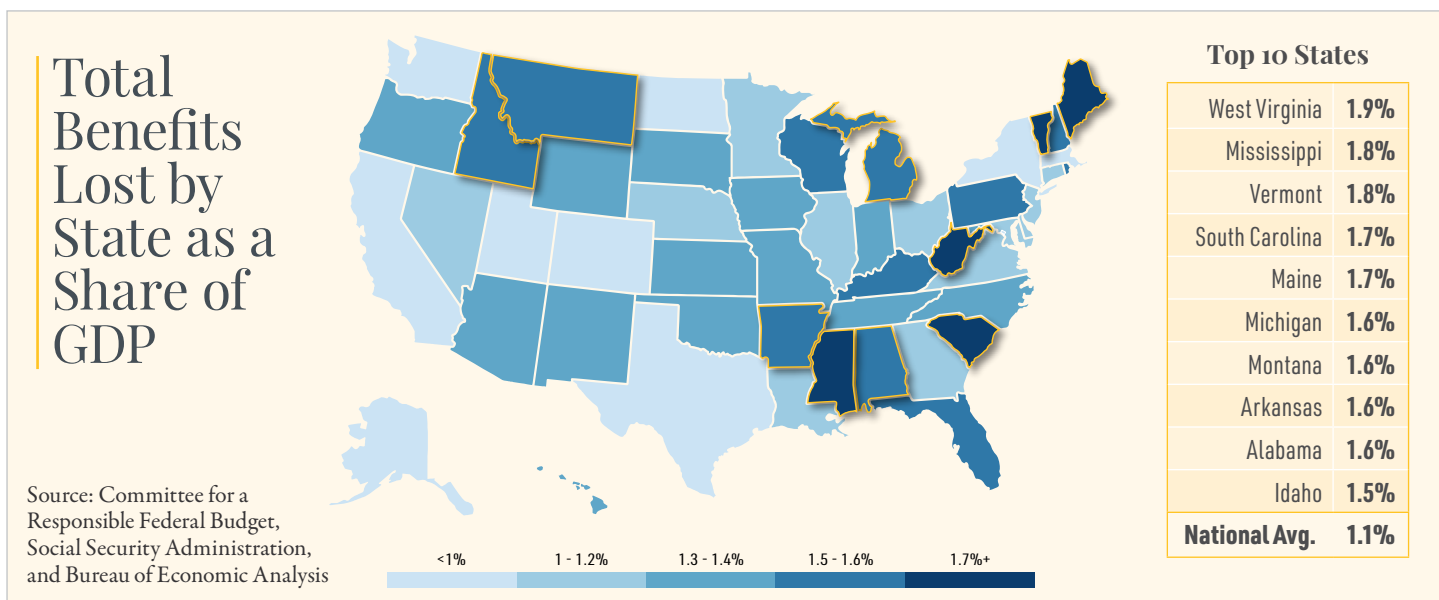 Total
Benefits
Lost by
State as a
Share of
GDP
Source: Committee for a
Responsible Federal Budget,
Social Security Administration,
and Bureau of Economic Analysis
<1% 1 - 1.2% 1.3 - 1.4% 1.5 - 1.6% 1.7%+
Top 10 States
West Virginia 1.9%
Mississippi 1.8%
Vermont 1.8%
South Carolina 1.7%
Maine 1.7%
Michigan 1.6%
Montana 1.6%
Arkansas 1.6%
Alabama 1.6%
Idaho 1.5%
National Avg. 1.1%